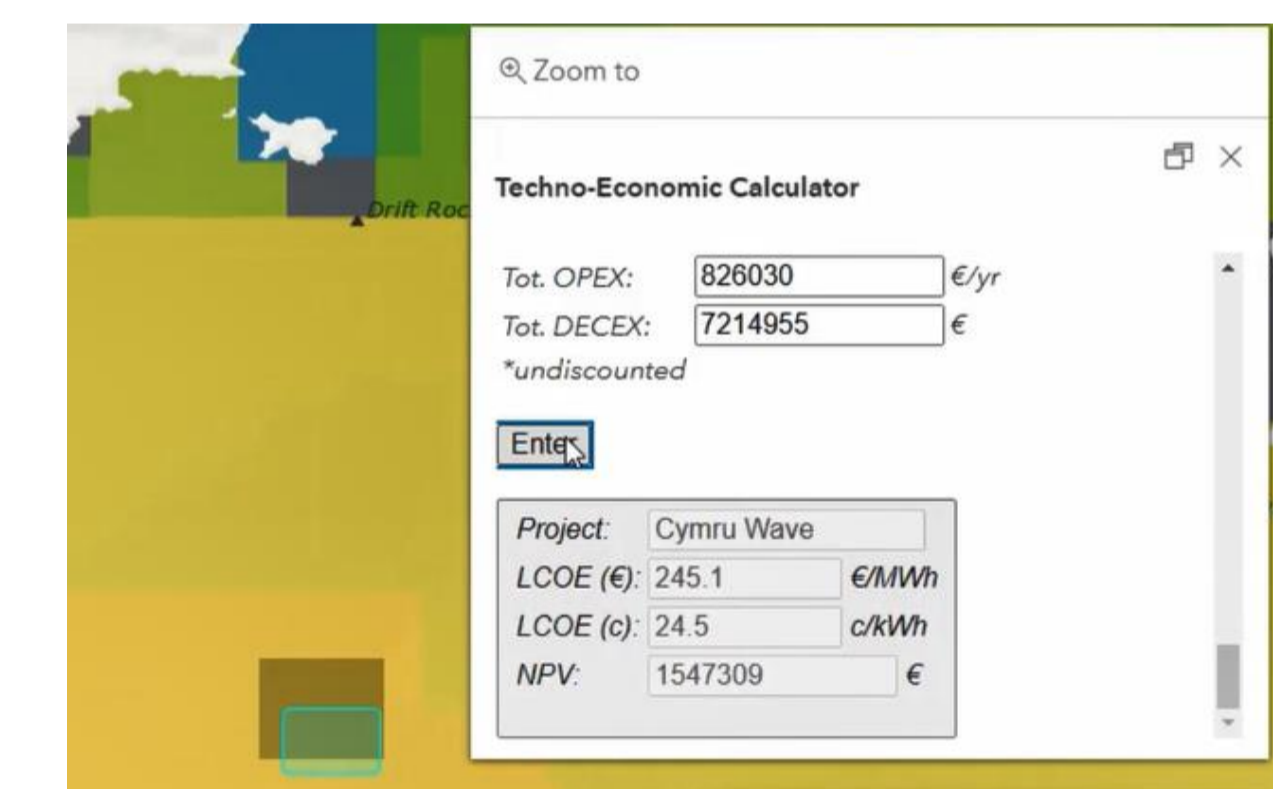 Zoom to
Techno-Economic Calculator
Drift Roc
Tot. OPEX: 826030 €/yr
Tot. DECEX: 7214955 €
*undiscounted
Enter
Project: Cymru Wave
LCOE (€): 245.1 €/MWh
LCOE (c): 24.5 c/kWh
NPV: 1547309 €